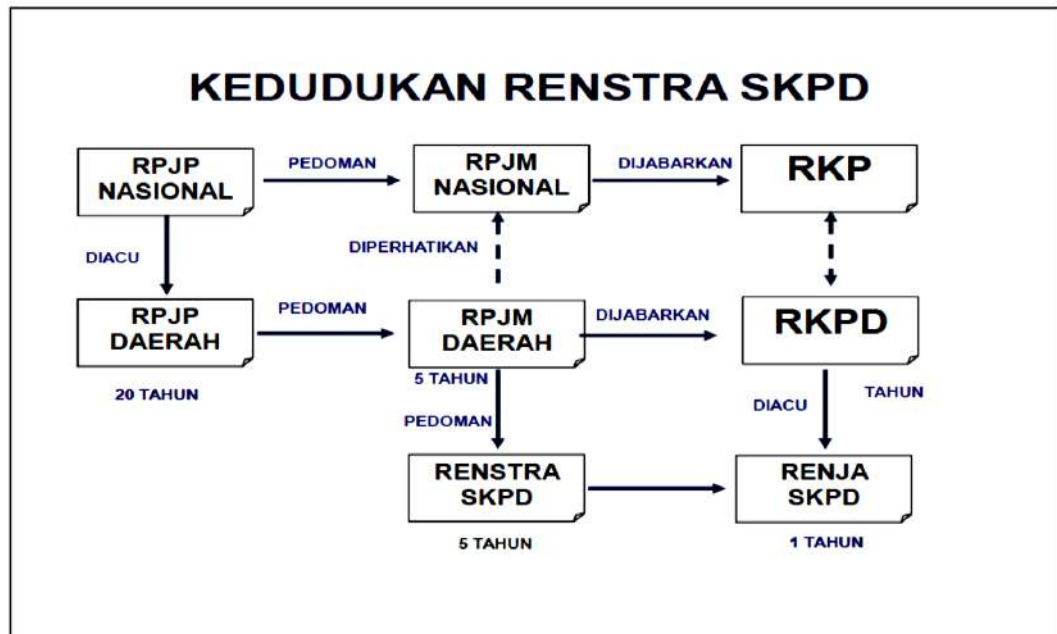 KEDUDUKAN RENSTRA SKPD
RPJP
NASIONAL
PEDOMAN
RPJM
NASIONAL
DIJABARKAN
RKP
DIACU
DIPERHATIKAN
RPJP
DAERAH
PEDOMAN
RPJM
DAERAH
DIJABARKAN
RKPD
20 TAHUN
5 TAHUN
PEDOMAN
DIACU
TAHUN
RENSTRA
SKPD
RENJA
SKPD
5 TAHUN
1 TAHUN